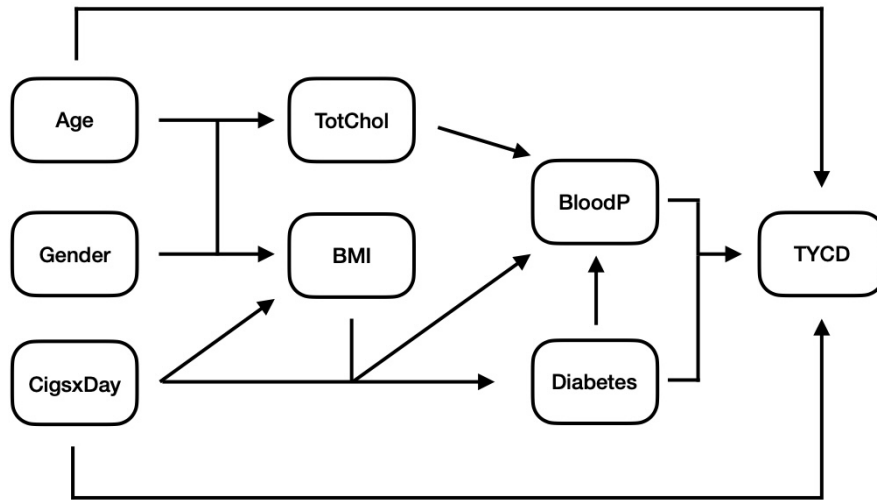 Age
TotChol
BloodP
Gender
BMI
TYCD
CigsxDay
Diabetes